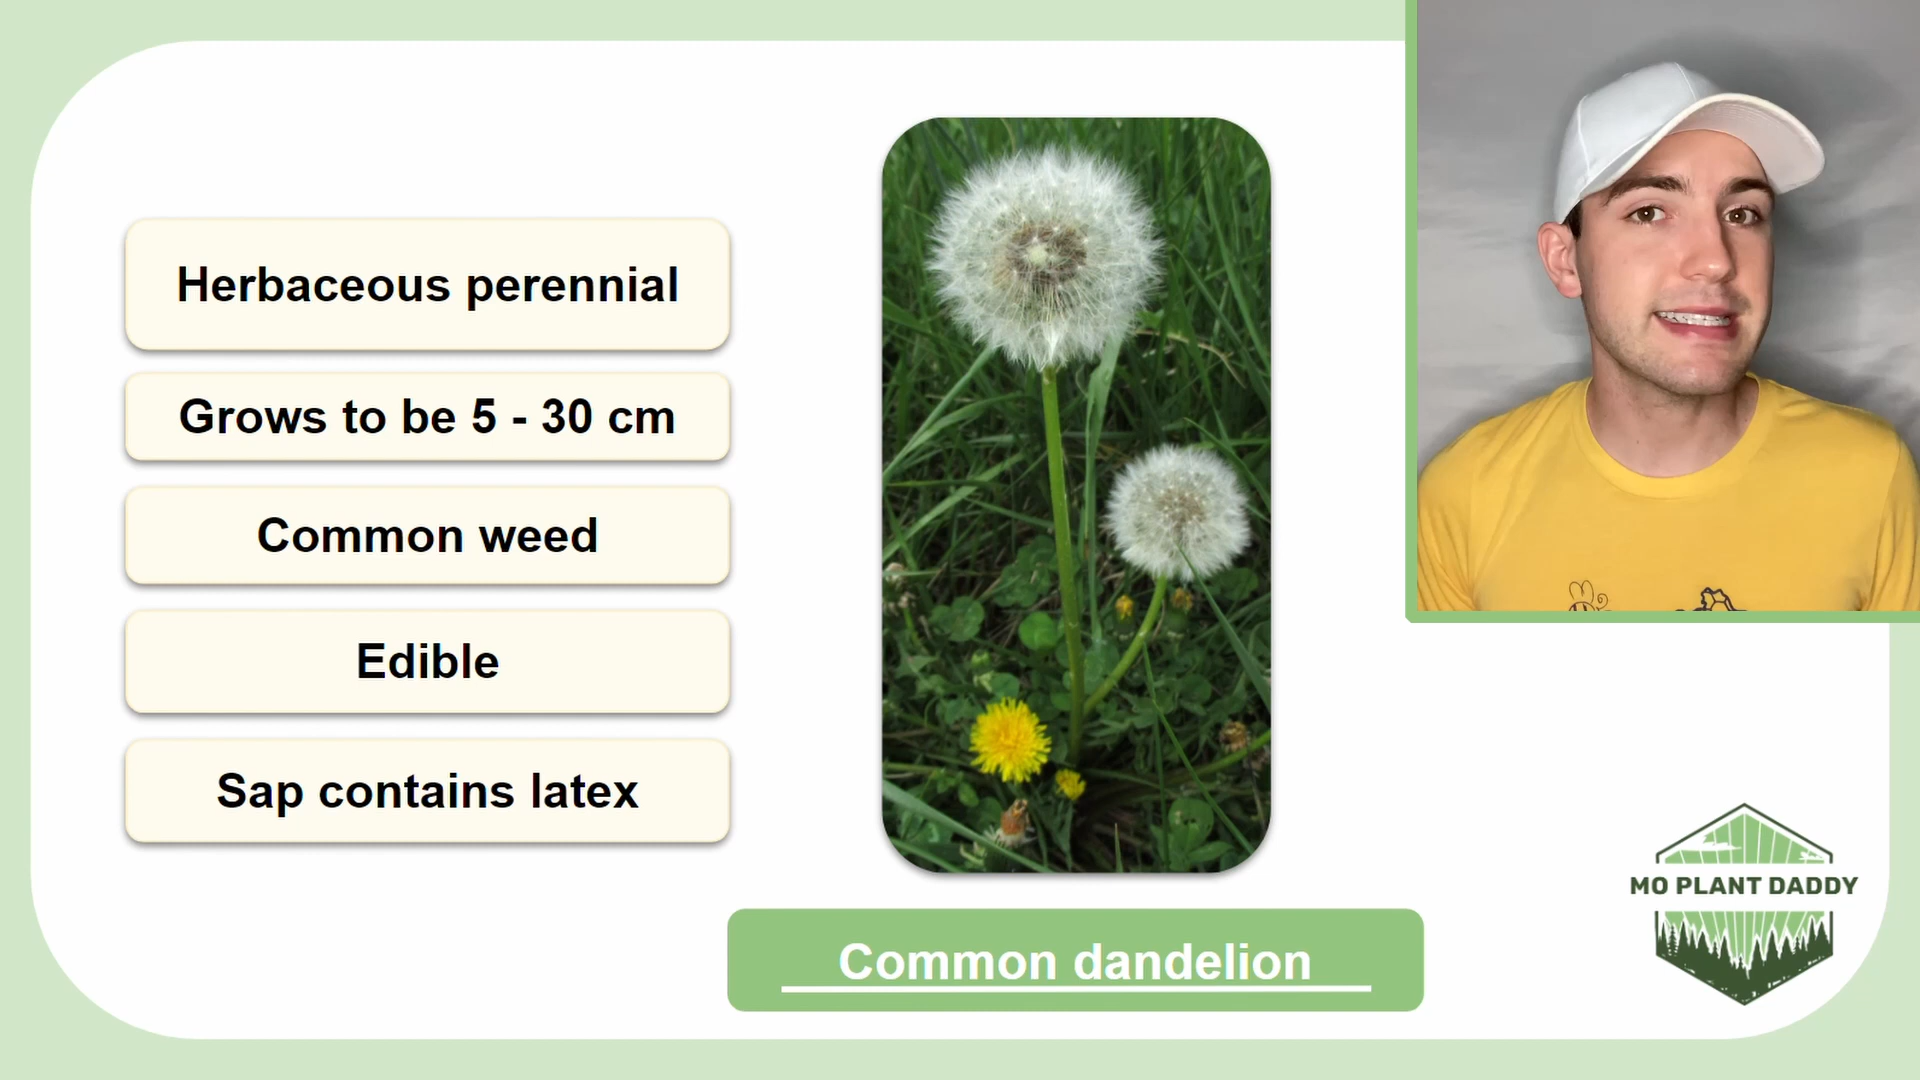 Herbaceous perennial
Grows to be 5 - 30 cm
Common weed
Edible
Sap contains latex
Common dandelion
MO PLANT DADDY